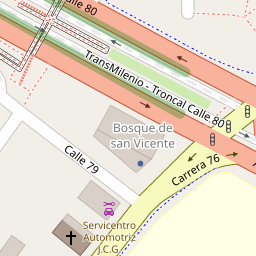 Calle 80
TransMilenio - Troncal Calle 80
Bosque de
san Vicente
Calle 79
Carrera 76
Servicentro
Automotriz
J.C.G